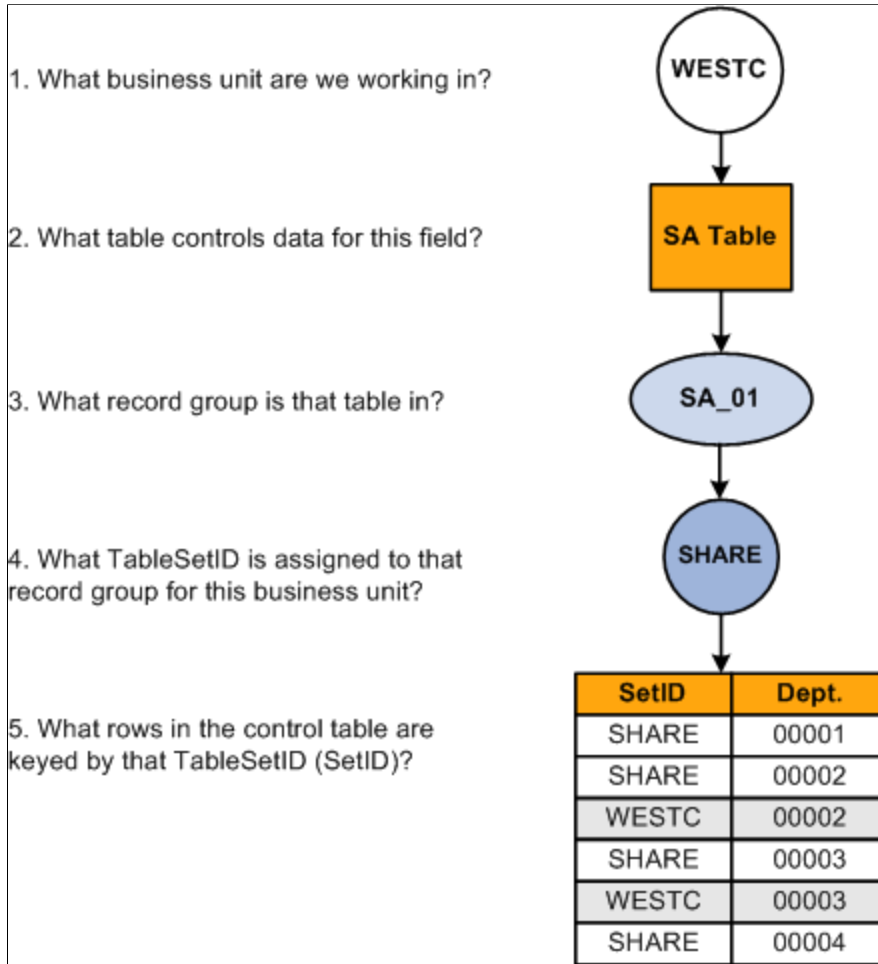 WESTC
1. What business unit are we working in?
SA Table
2. What table controls data for this field?
SA_01
3. What record group is that table in?
SHARE
4. What TableSetID is assigned to that
record group for this business unit?
SetID Dept.
5. What rows in the control table are
keyed by that TableSetID (SetID)?
SHARE 00001
SHARE 00002
WESTC 00002
SHARE 00003
WESTC 00003
SHARE 00004